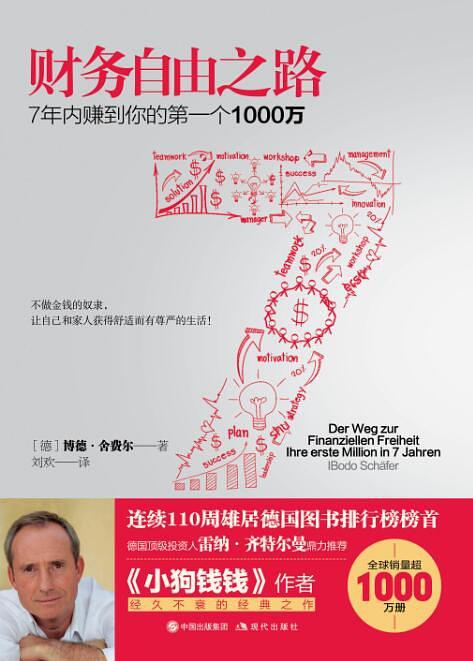 财务自由之路
7年内赚到你的第一个1000万
teamwork
motivation
workshop
management
solution
success
innovation
manager
20%
teamwork
20%
workshop
$
motivation
strategy
plan
success
leadership
不做金钱的奴隶，
让自己和家人获得舒适而有尊严的生活！
[德] 博德·舍费尔——著
刘欢——译
Der Weg zur
Finanziellen Freiheit
Ihre erste Million in 7 Jahren
IBodo Schäfer
连续110周雄居德国图书排行榜榜首
德国顶级投资人雷纳·齐特尔曼鼎力推荐
《小狗钱钱》作者
经久不衰的经典之作
全球销量超
1000
万册
中国出版集团
现代出版社